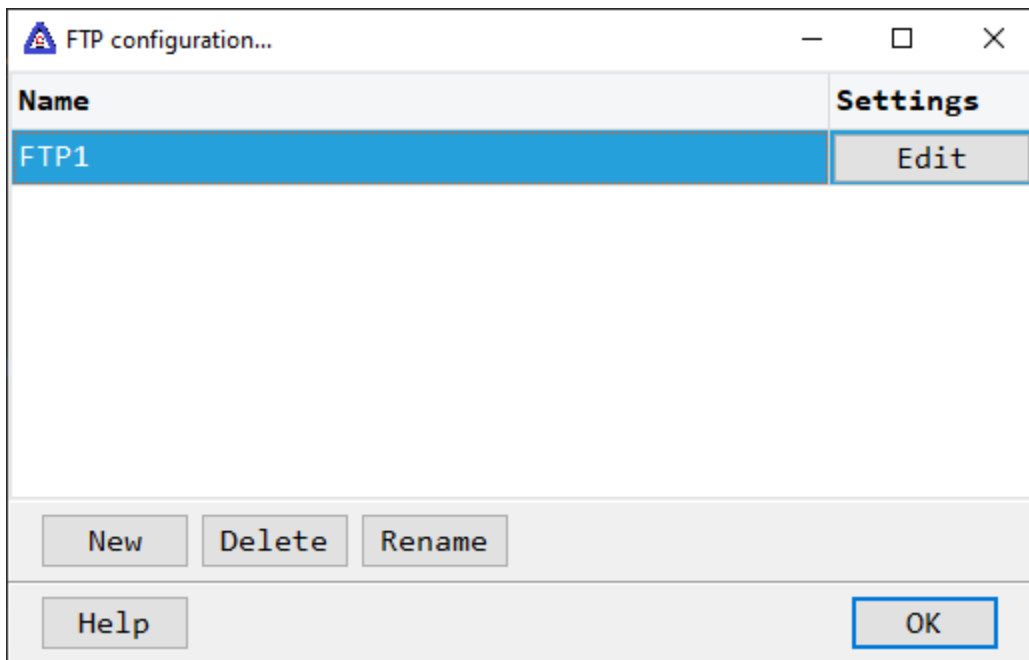 FTP configuration...
Name Settings
FTP1 Edit
New Delete Rename
Help OK